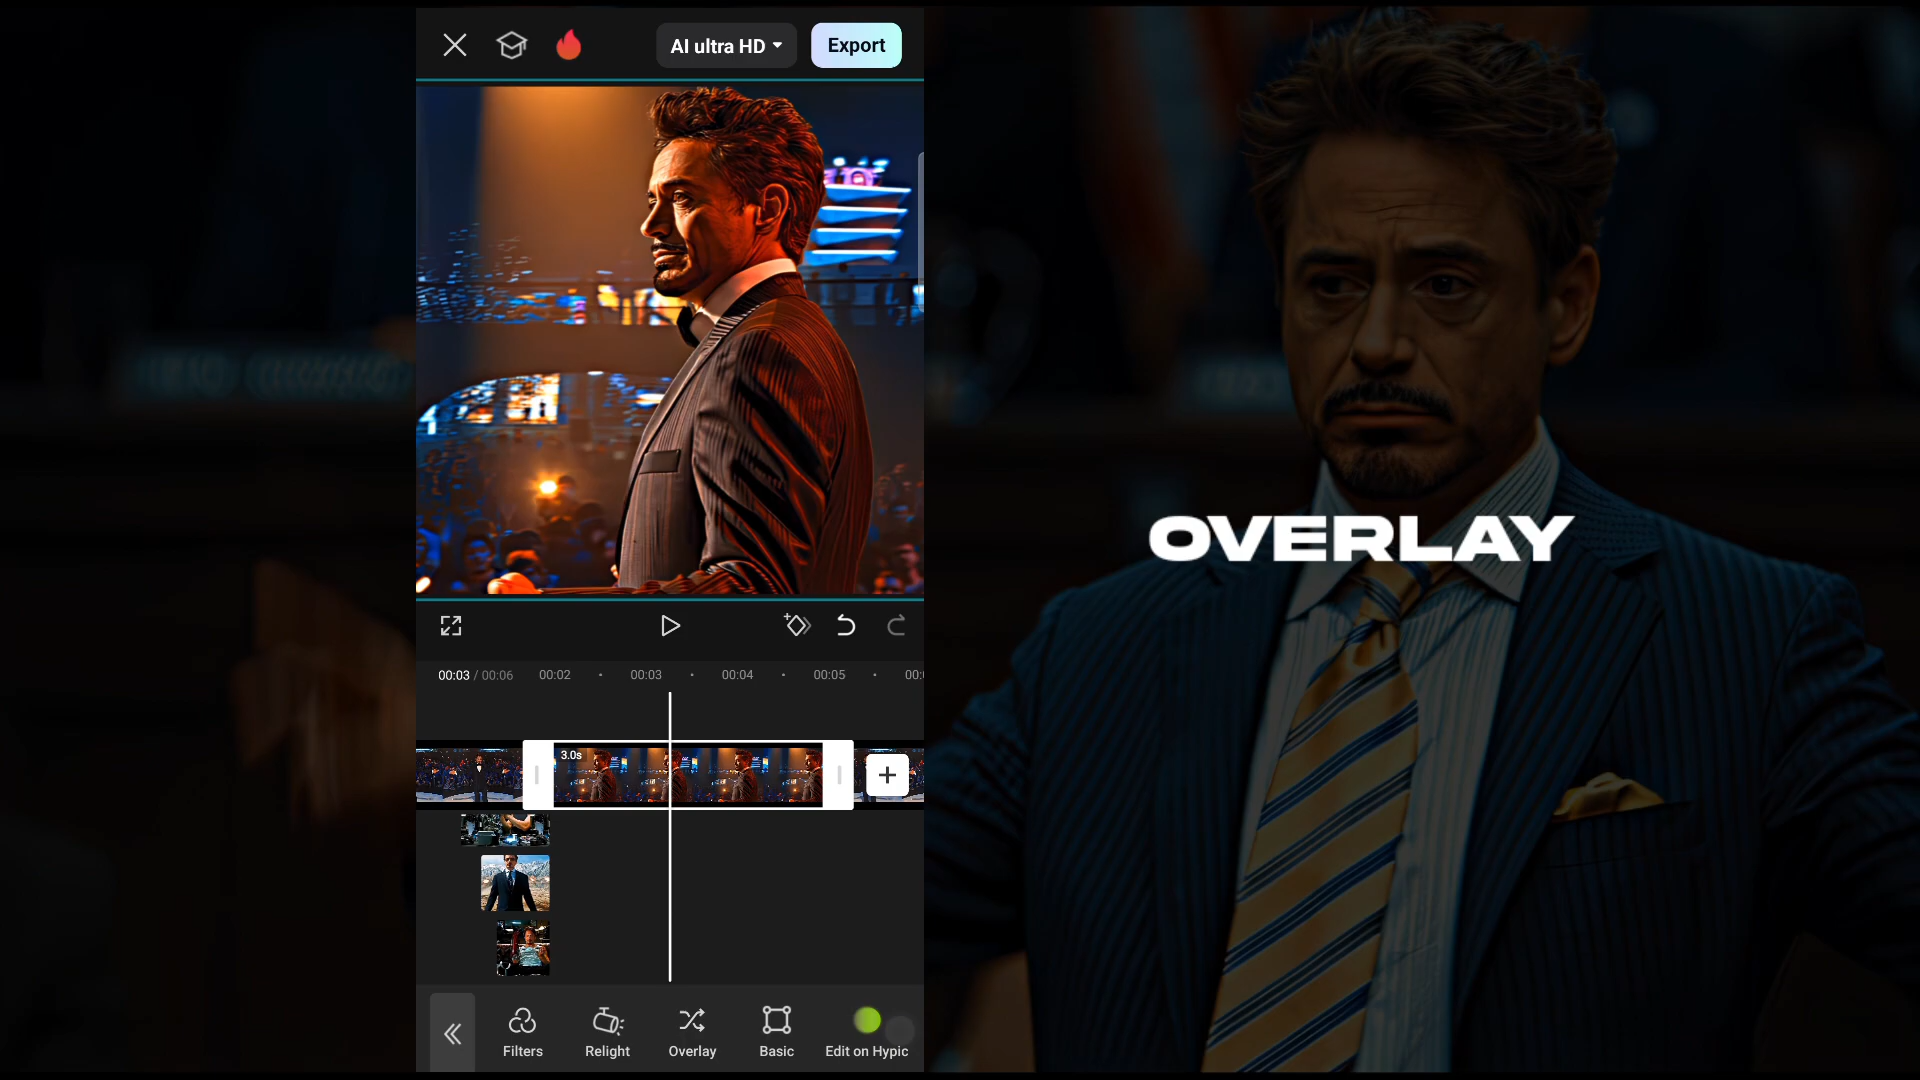 AI ultra HD
Export
OVERLAY
00:03 / 00:06
00:02
00:03
00:04
00:05
00:
3.0s
Filters
Relight
Overlay
Basic
Edit on Hypic